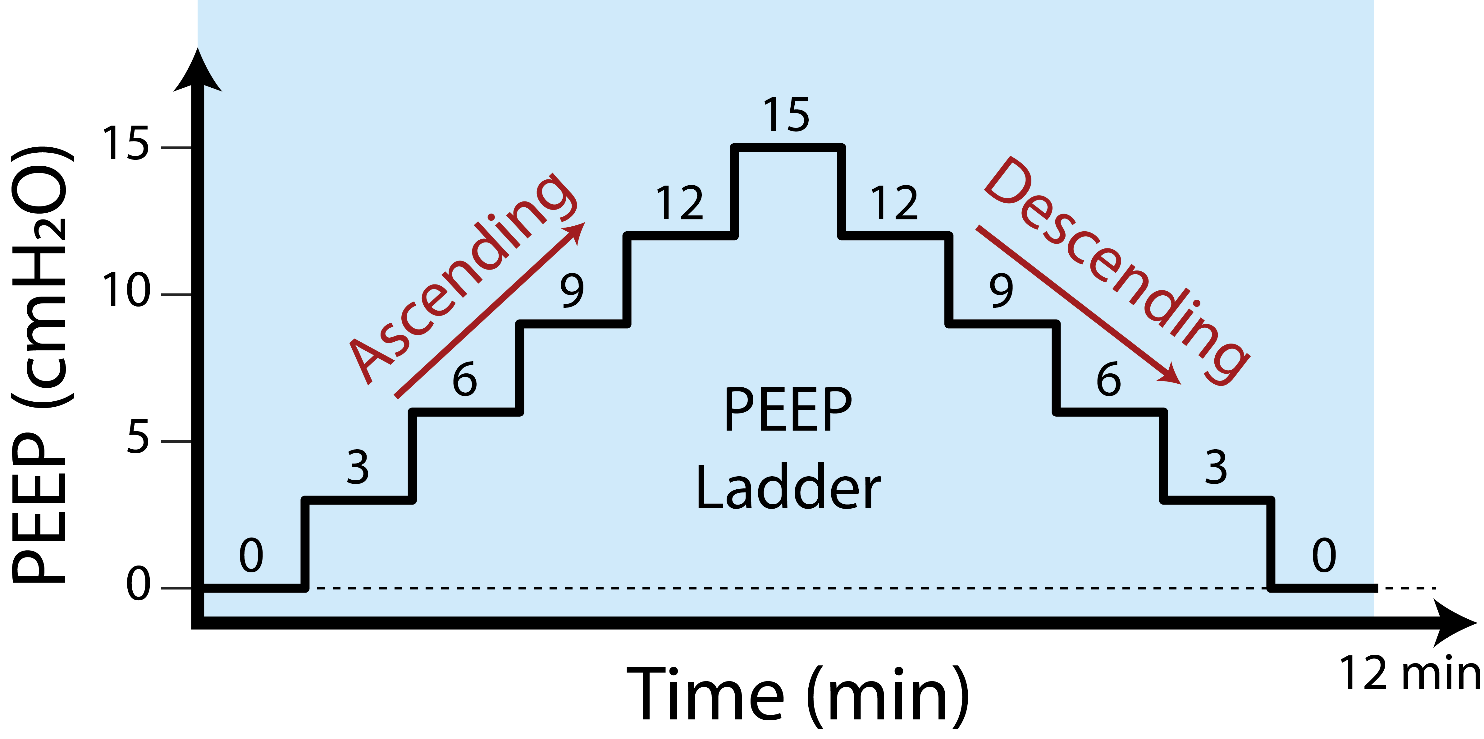 PEEP (cmH₂O)
15
10
5
0
0
3
6
9
12
15
12
9
6
3
0
Ascending
Descending
PEEP
Ladder
12 min
Time (min)